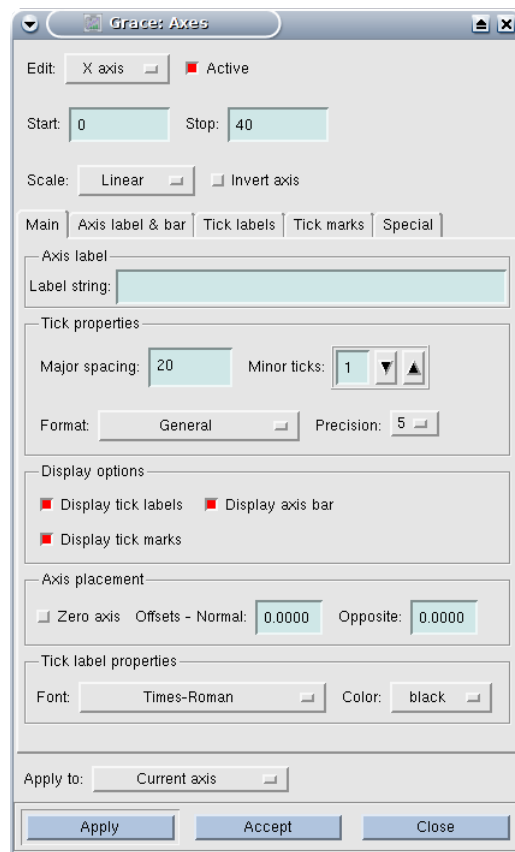 Grace: Axes
Edit: X axis Active
Start: 0 Stop: 40
Scale: Linear Invert axis
Main Axis label & bar Tick labels Tick marks Special
Axis label
Label string:
Tick properties
Major spacing: 20 Minor ticks: 1
Format: General Precision: 5
Display options
Display tick labels Display axis bar
Display tick marks
Axis placement
Zero axis Offsets - Normal: 0.0000 Opposite: 0.0000
Tick label properties
Font: Times-Roman Color: black
Apply to: Current axis
Apply Accept Close